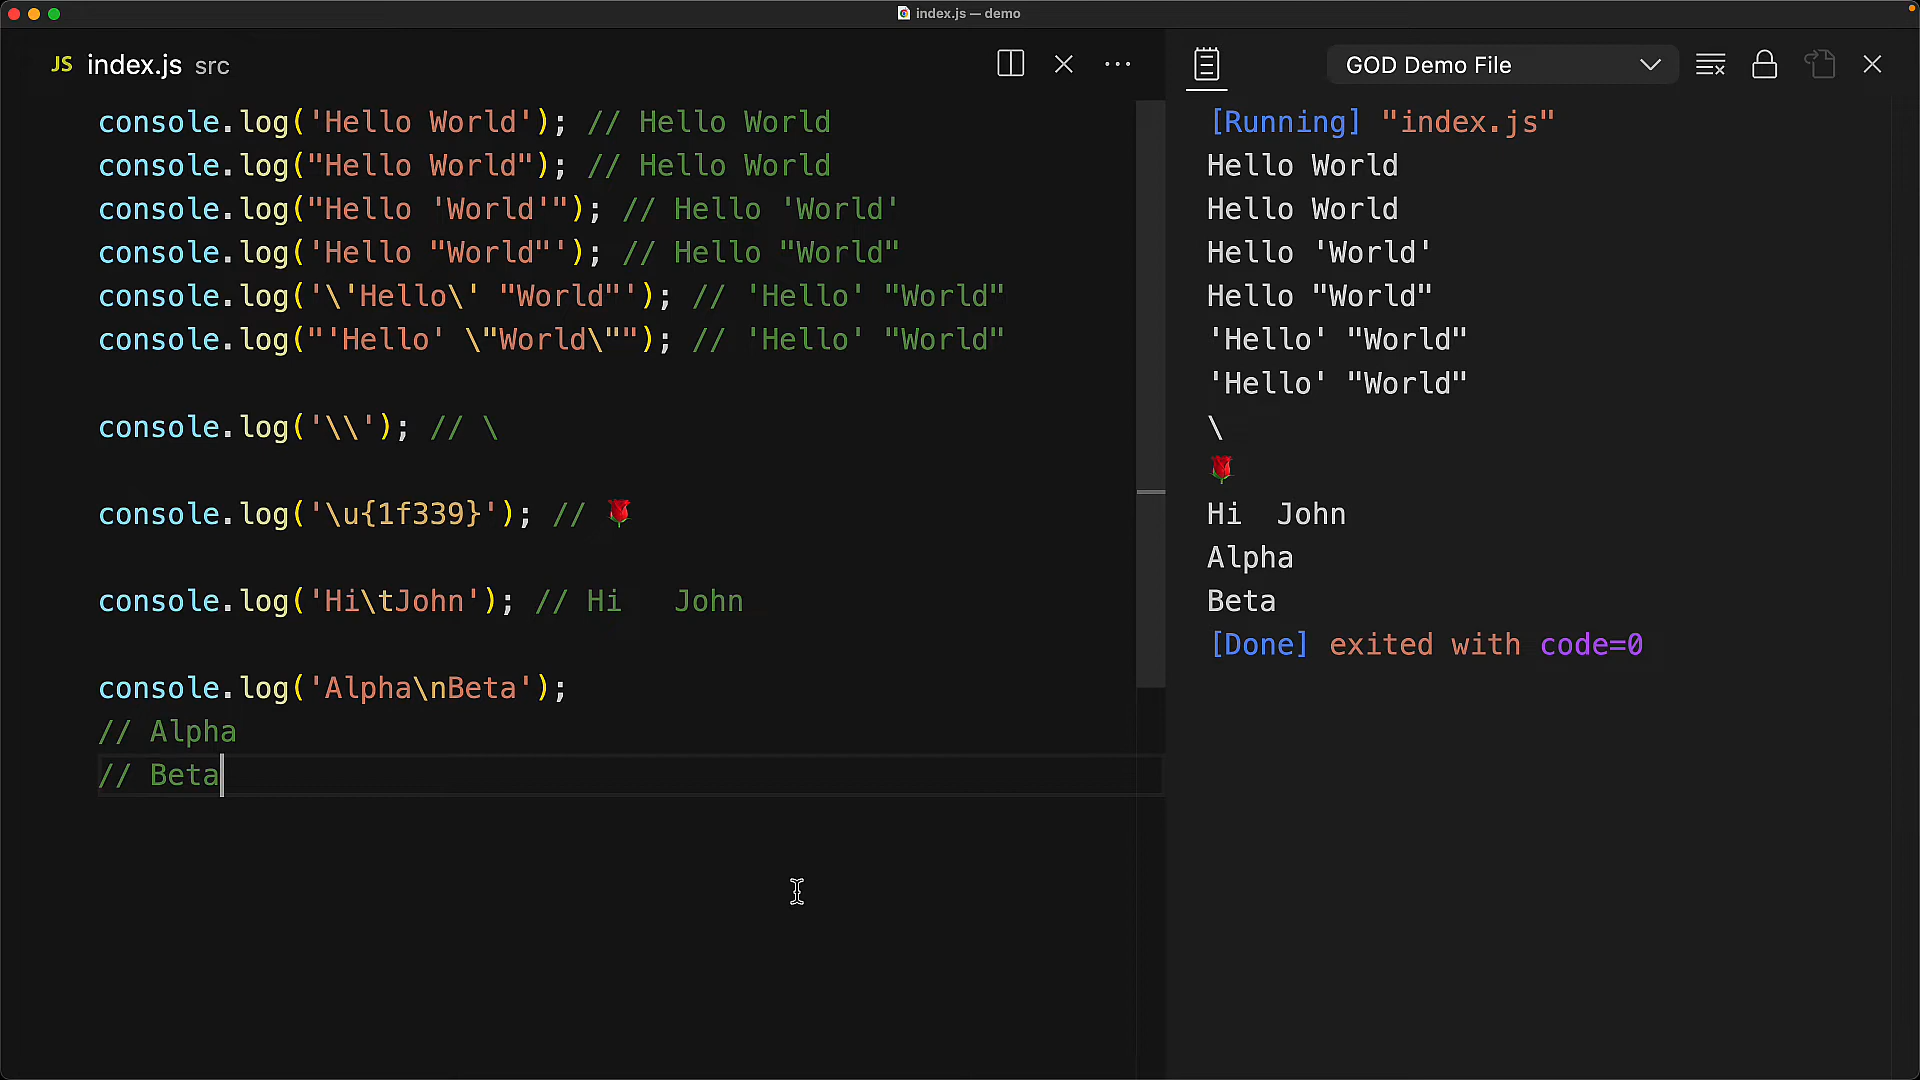 index.js — demo
JS index.js src
console.log('Hello World'); // Hello World
console.log("Hello World"); // Hello World
console.log("Hello 'World'"); // Hello 'World'
console.log('Hello "World"'); // Hello "World"
console.log('\'Hello\' "World"'); // 'Hello' "World"
console.log("'Hello' \"World\""); // 'Hello' "World"
console.log('\\'); // \
console.log('\u{1f339}'); // 🌹
console.log('Hi\tJohn'); // Hi   John
console.log('Alpha\nBeta');
// Alpha
// Beta
GOD Demo File
[Running] "index.js"
Hello World
Hello World
Hello 'World'
Hello "World"
'Hello' "World"
'Hello' "World"
\
🌹
Hi  John
Alpha
Beta
[Done] exited with code=0